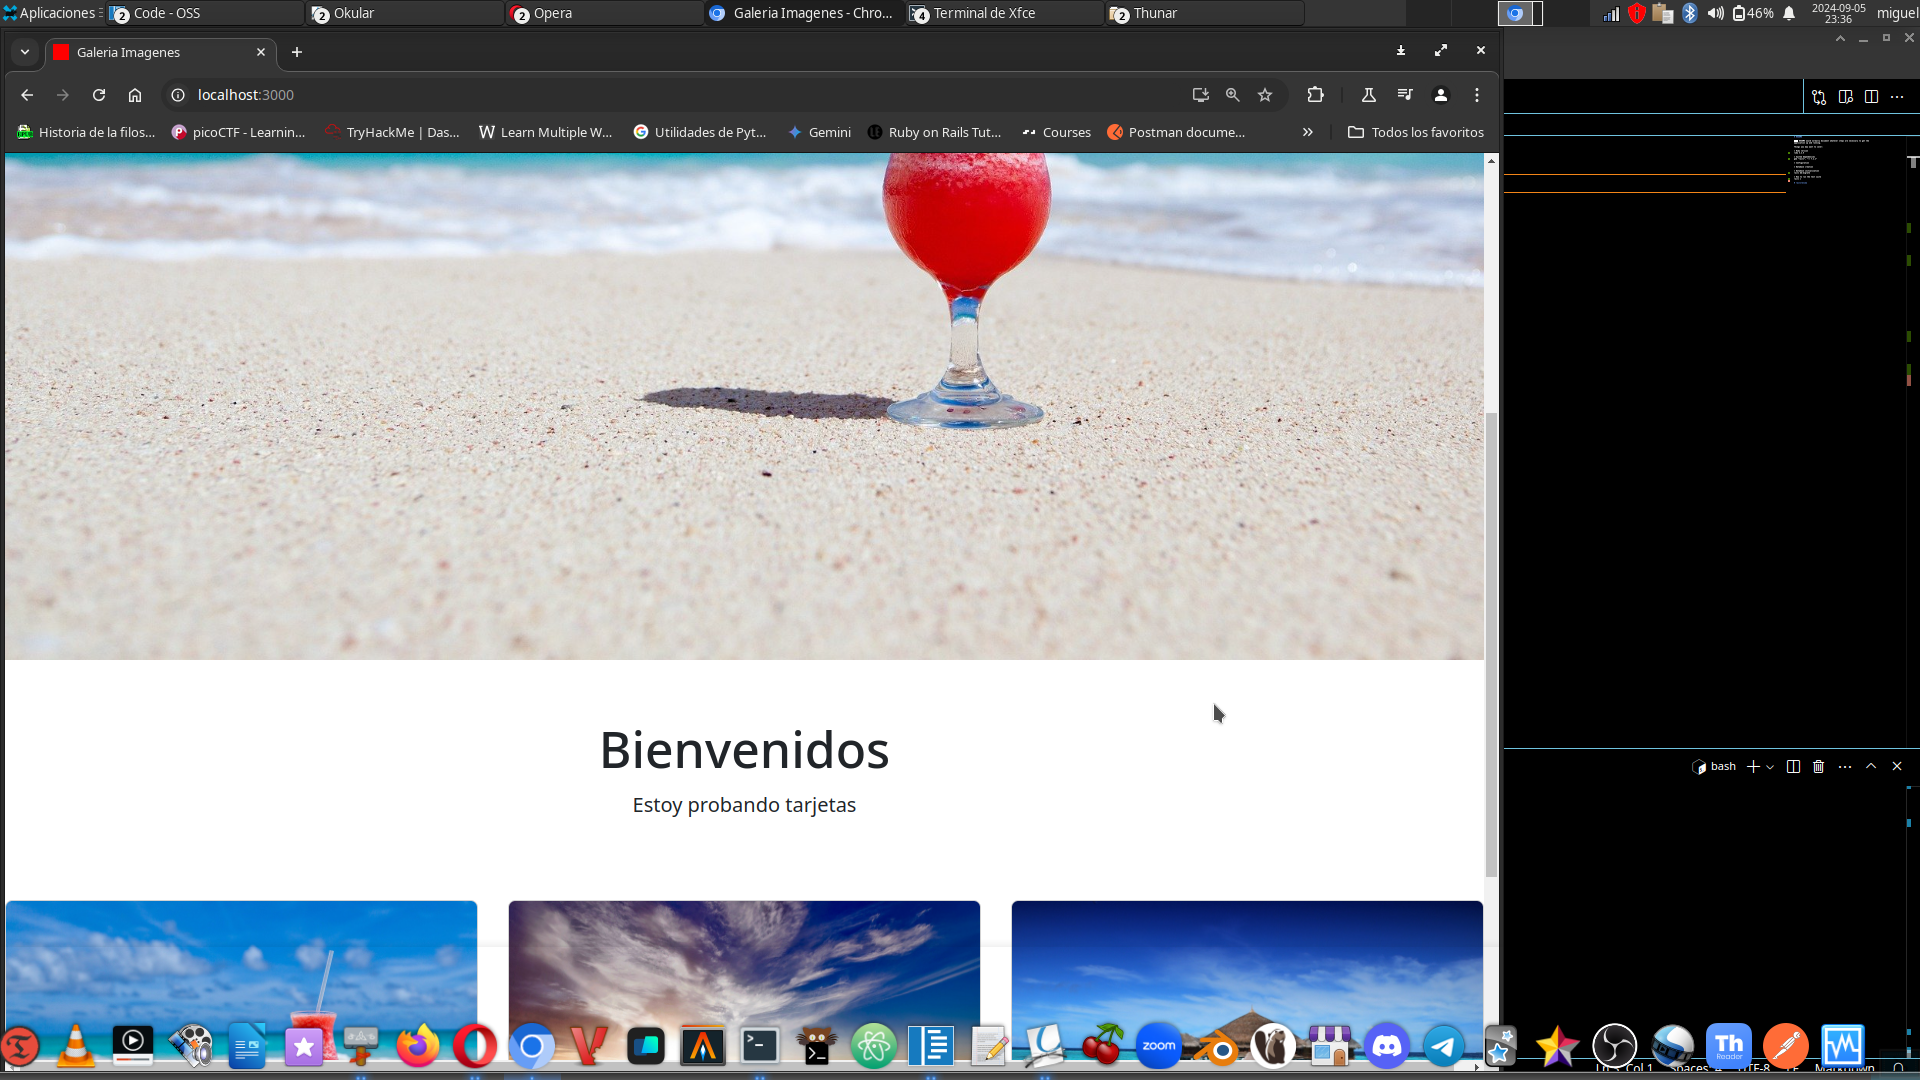 Aplicaciones
2 Code - OSS
2 Okular
2 Opera
Galeria Imagenes - Chro...
4 Terminal de Xfce
2 Thunar
46%
2024-09-05
23:36
miguel
Galeria Imagenes
localhost:3000
Historia de la filos...
picoCTF - Learnin...
TryHackMe | Das...
Learn Multiple W...
Utilidades de Pyt...
Gemini
Ruby on Rails Tut...
Courses
Postman docume...
Todos los favoritos
bash
Bienvenidos
Estoy probando tarjetas
zoom
Th
Reader